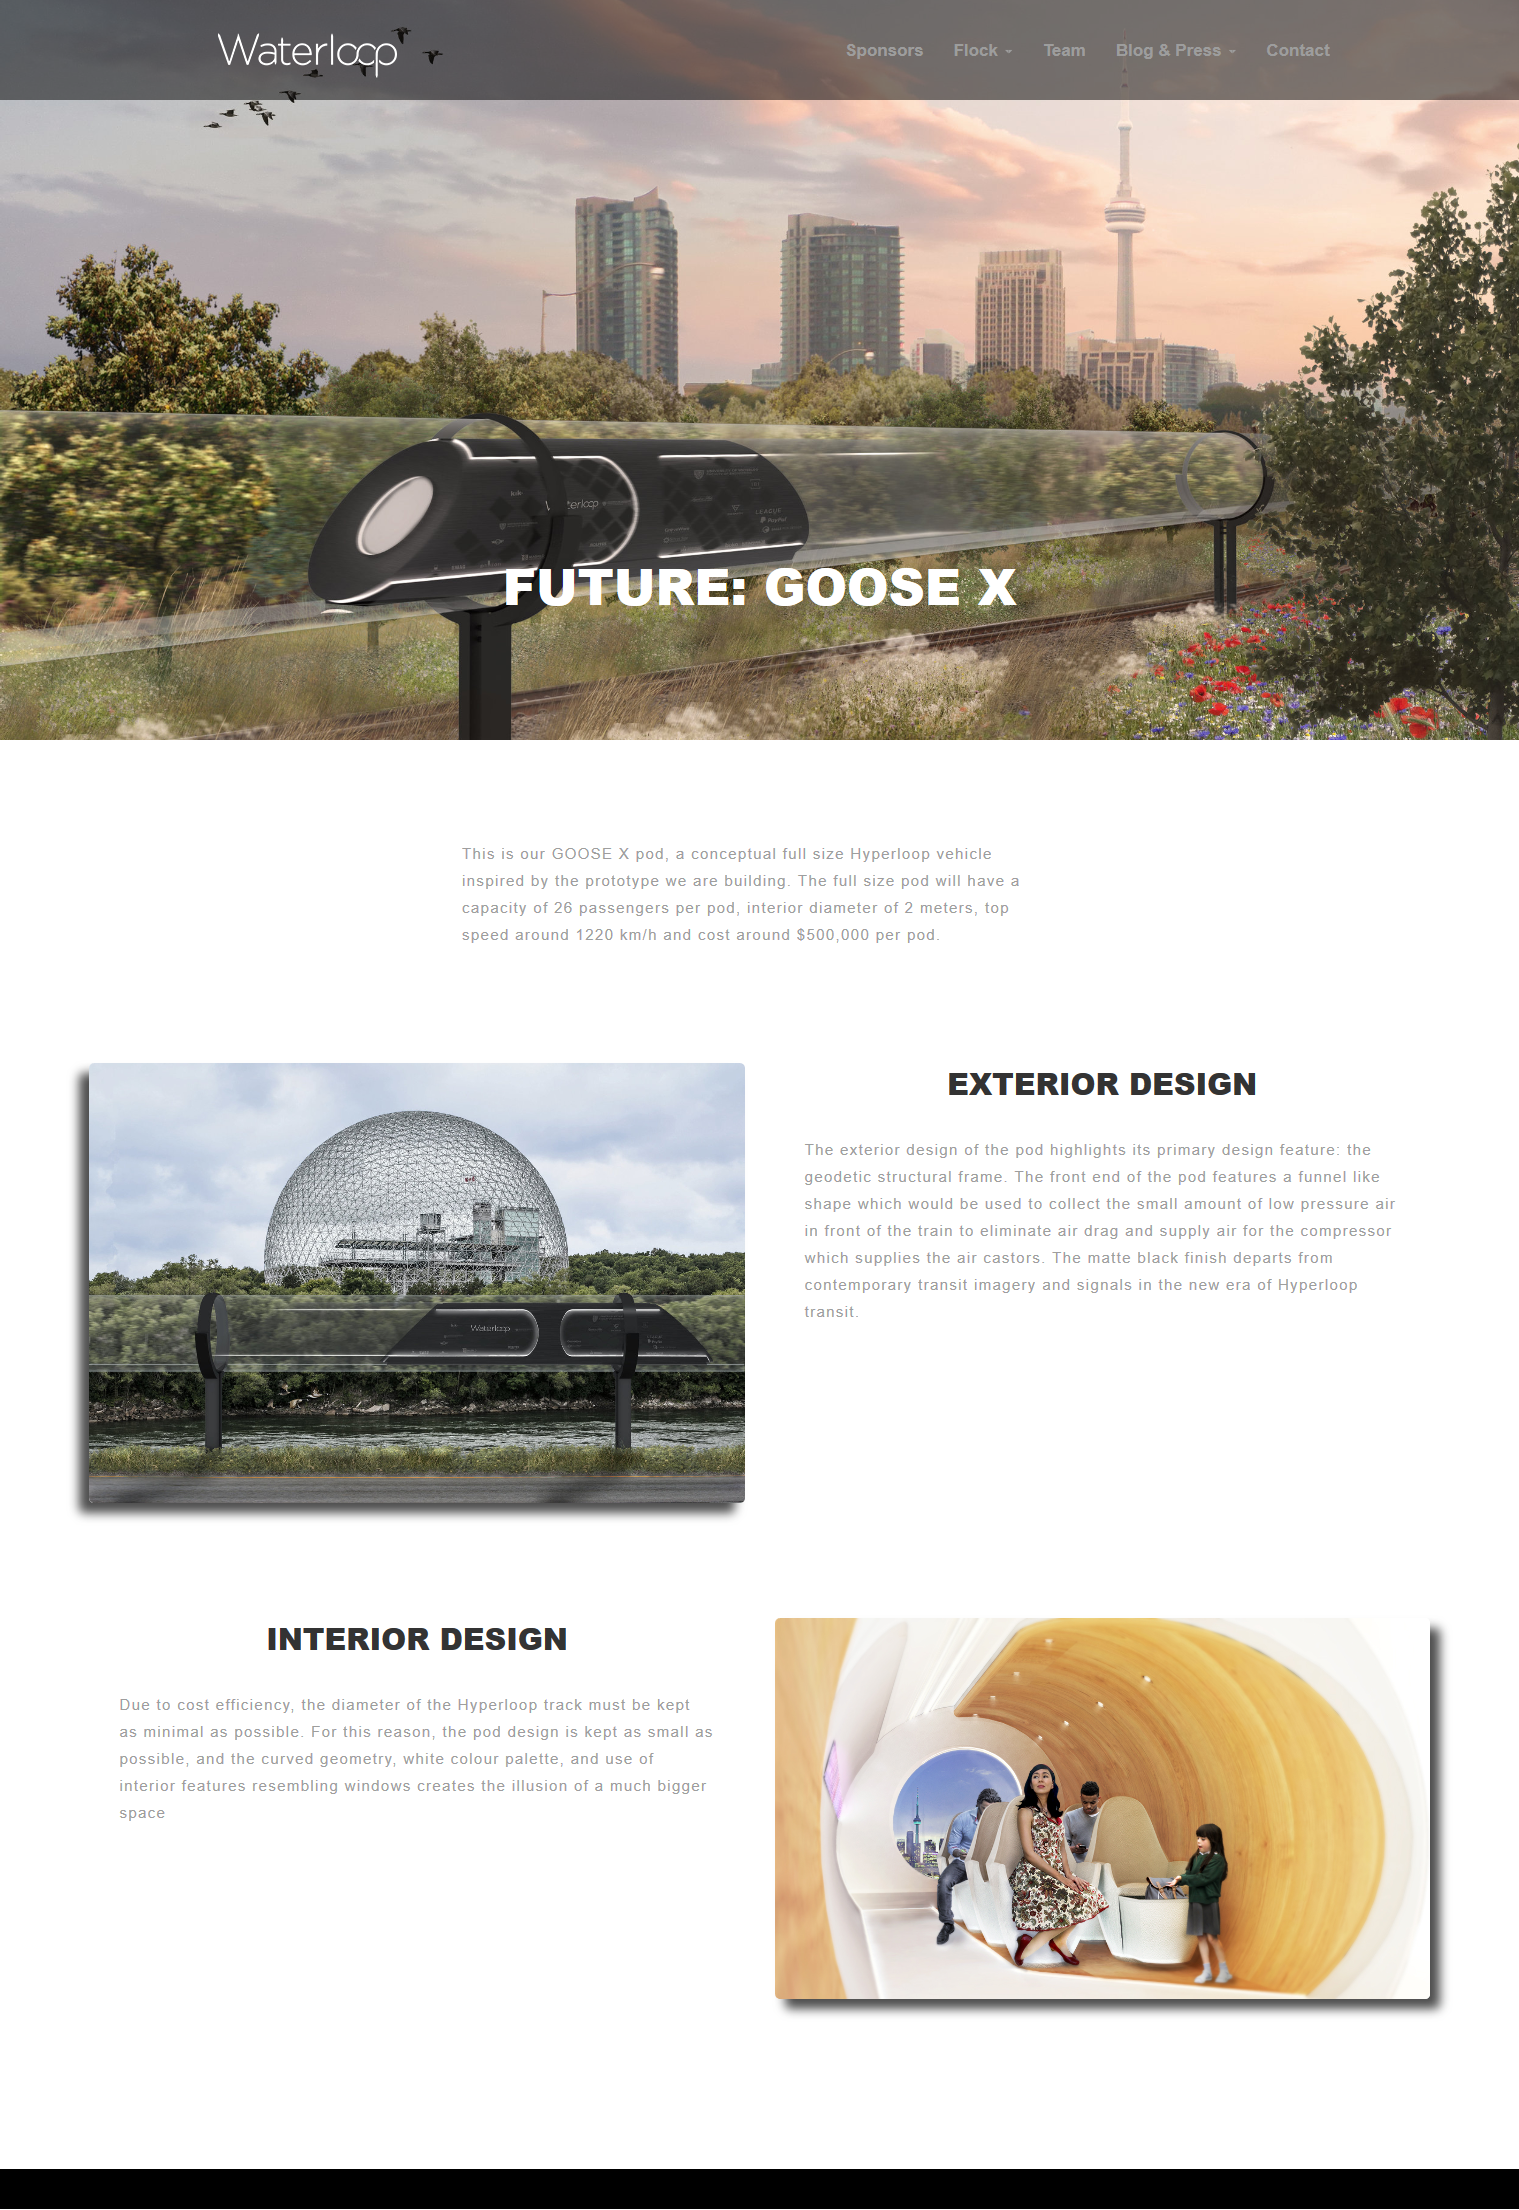 Waterloop
Sponsors Flock Team Blog & Press Contact
Waterloop
LEAGUE
PayPal
FUTURE: GOOSE X
This is our GOOSE X pod, a conceptual full size Hyperloop vehicle
inspired by the prototype we are building. The full size pod will have a
capacity of 26 passengers per pod, interior diameter of 2 meters, top
speed around 1220 km/h and cost around $500,000 per pod.
EXTERIOR DESIGN
The exterior design of the pod highlights its primary design feature: the
geodetic structural frame. The front end of the pod features a funnel like
shape which would be used to collect the small amount of low pressure air
in front of the train to eliminate air drag and supply air for the compressor
which supplies the air castors. The matte black finish departs from
contemporary transit imagery and signals in the new era of Hyperloop
transit.
Waterloop
INTERIOR DESIGN
Due to cost efficiency, the diameter of the Hyperloop track must be kept
as minimal as possible. For this reason, the pod design is kept as small as
possible, and the curved geometry, white colour palette, and use of
interior features resembling windows creates the illusion of a much bigger
space